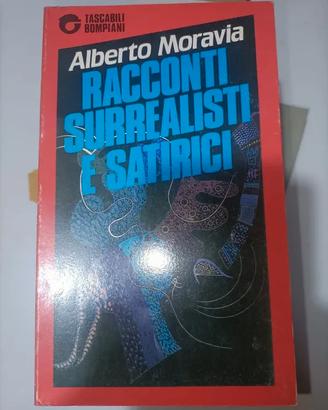 TASCABILI
BOMPIANI
Alberto Moravia
RACCONTI
SURREALISTI
E SATIRICI